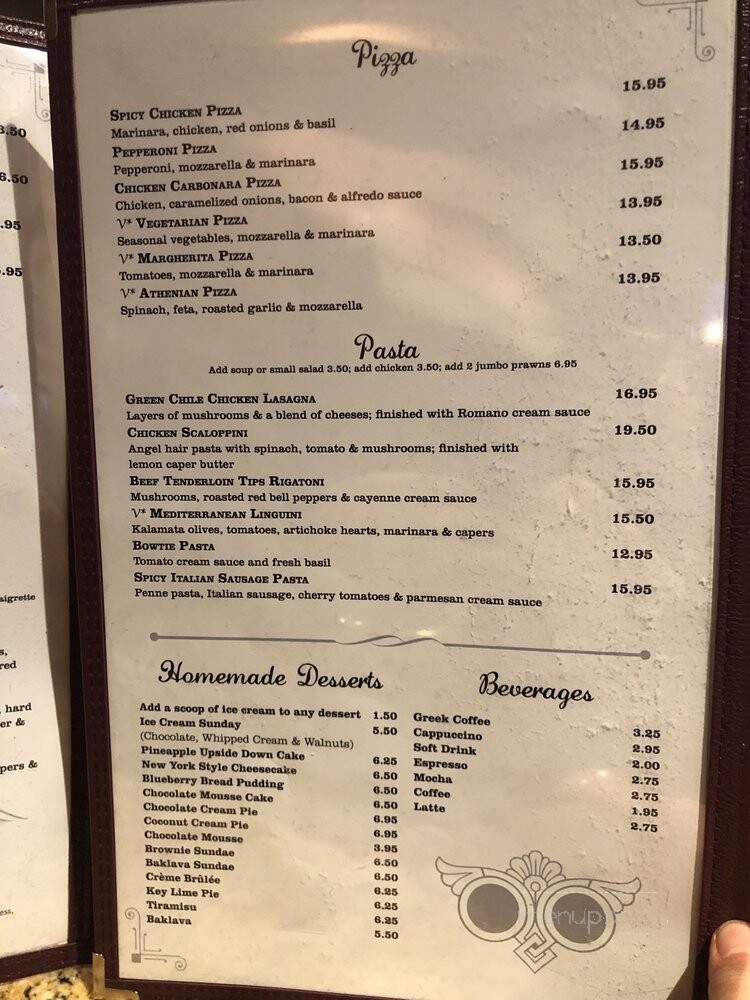 3.50
6.50
.95
.95
aigrette
s,
red
, hard
er &
pers &
ess,
Pizza
SPICY CHICKEN PIZZA 15.95
Marinara, chicken, red onions & basil
PEPPERONI PIZZA 14.95
Pepperoni, mozzarella & marinara
CHICKEN CARBONARA PIZZA 15.95
Chicken, caramelized onions, bacon & alfredo sauce
V* VEGETARIAN PIZZA 13.95
Seasonal vegetables, mozzarella & marinara
V* MARGHERITA PIZZA 13.50
Tomatoes, mozzarella & marinara
V* ATHENIAN PIZZA 13.95
Spinach, feta, roasted garlic & mozzarella
Pasta
Add soup or small salad 3.50; add chicken 3.50; add 2 jumbo prawns 6.95
GREEN CHILE CHICKEN LASAGNA 16.95
Layers of mushrooms & a blend of cheeses; finished with Romano cream sauce
CHICKEN SCALOPPINI 19.50
Angel hair pasta with spinach, tomato & mushrooms; finished with
lemon caper butter
BEEF TENDERLOIN TIPS RIGATONI 15.95
Mushrooms, roasted red bell peppers & cayenne cream sauce
V* MEDITERRANEAN LINGUINI 15.50
Kalamata olives, tomatoes, artichoke hearts, marinara & capers
BOWTIE PASTA 12.95
Tomato cream sauce and fresh basil
SPICY ITALIAN SAUSAGE PASTA 15.95
Penne pasta, Italian sausage, cherry tomatoes & parmesan cream sauce
Homemade Desserts
Add a scoop of ice cream to any dessert 1.50
Ice Cream Sunday 5.50
(Chocolate, Whipped Cream & Walnuts)
Pineapple Upside Down Cake 6.25
New York Style Cheesecake 6.50
Blueberry Bread Pudding 6.50
Chocolate Mousse Cake 6.50
Chocolate Cream Pie 6.95
Coconut Cream Pie 6.95
Chocolate Mousse 3.95
Brownie Sundae 6.50
Baklava Sundae 6.50
Crème Brûlée 6.25
Key Lime Pie 6.25
Tiramisu 6.25
Baklava 5.50
Beverages
Greek Coffee 3.25
Cappuccino 2.95
Soft Drink 2.00
Espresso 2.75
Mocha 2.75
Coffee 1.95
Latte 2.75